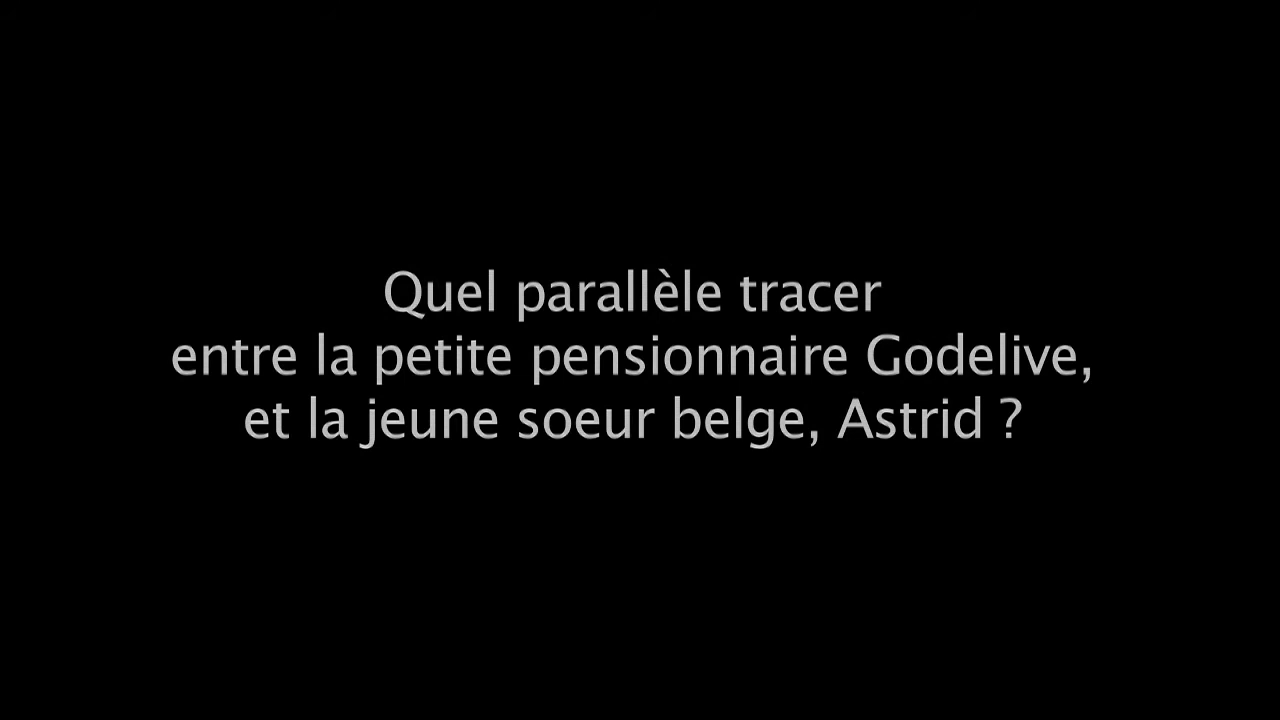 Quel parallèle tracer
entre la petite pensionnaire Godelive,
et la jeune soeur belge, Astrid ?